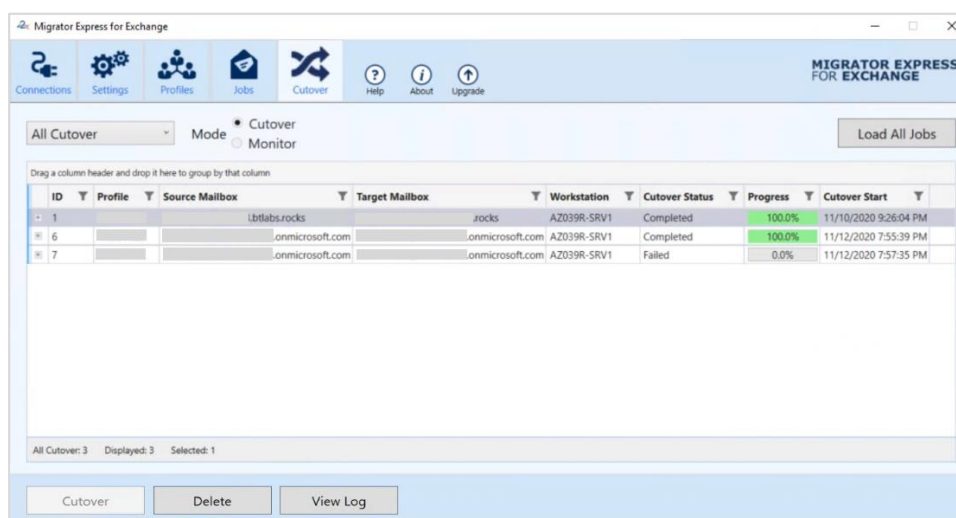 Migrator Express for Exchange
Connections Settings Profiles Jobs Cutover Help About Upgrade
MIGRATOR EXPRESS
FOR EXCHANGE
All Cutover Mode Cutover
Monitor
Load All Jobs
Drag a column header and drop it here to group by that column
ID Profile Source Mailbox Target Mailbox Workstation Cutover Status Progress Cutover Start
1 .btlabs.rocks .rocks AZ039R-SRV1 Completed 100.0% 11/10/2020 9:26:04 PM
6 .onmicrosoft.com .onmicrosoft.com AZ039R-SRV1 Completed 100.0% 11/12/2020 7:55:39 PM
7 .onmicrosoft.com .onmicrosoft.com AZ039R-SRV1 Failed 0.0% 11/12/2020 7:57:35 PM
All Cutover: 3 Displayed: 3 Selected: 1
Cutover Delete View Log